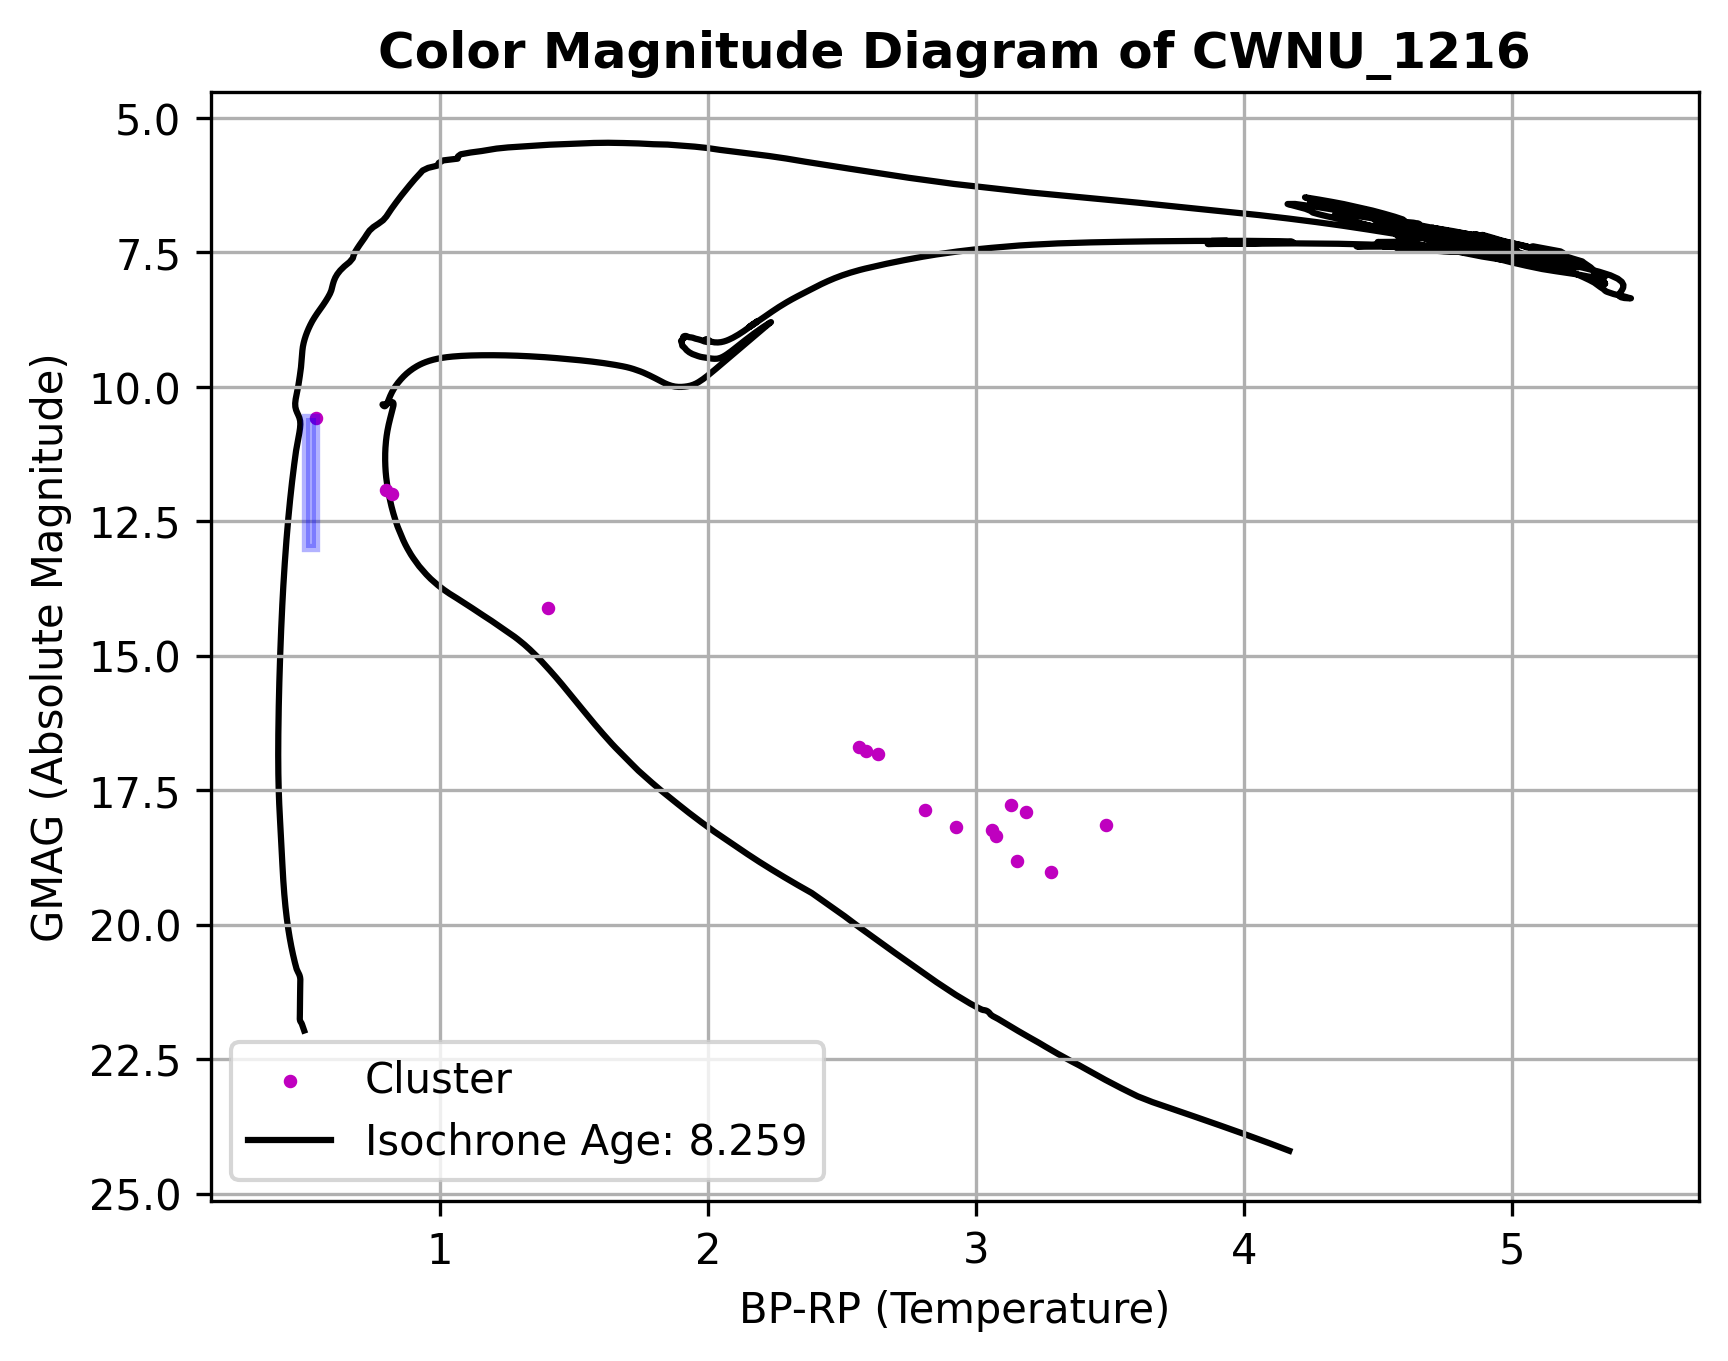 Color Magnitude Diagram of CWNU_1216
GMAG (Absolute Magnitude)
5.0
7.5
10.0
12.5
15.0
17.5
20.0
22.5
25.0
Cluster
Isochrone Age: 8.259
1 2 3 4 5
BP-RP (Temperature)